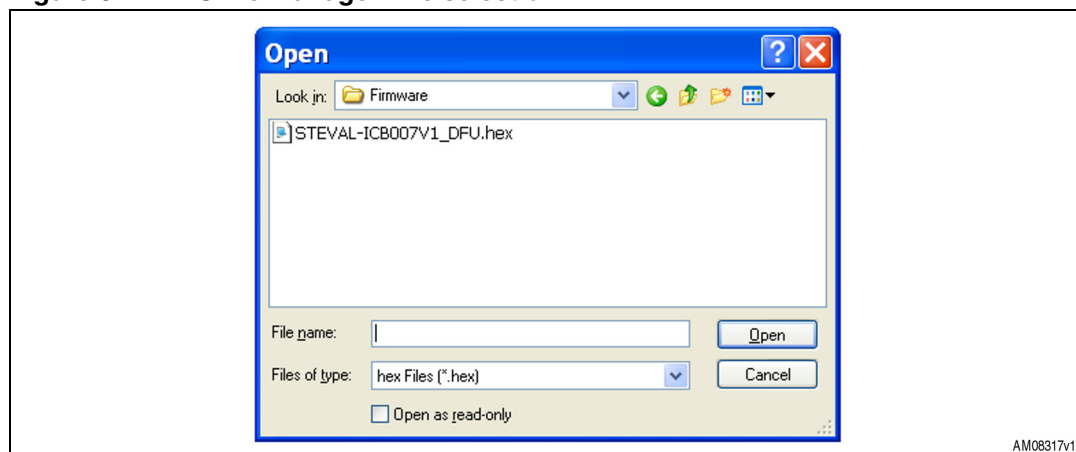 Open
Look in: Firmware
STEVAL-ICB007V1_DFU.hex
File name: Open
Files of type: hex Files (*.hex) Cancel
Open as read-only
AM08317v1